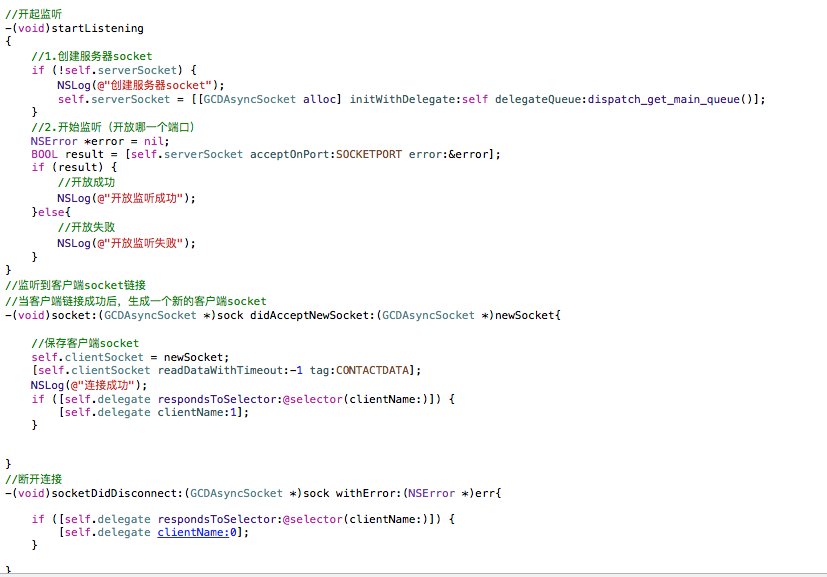 //开起监听
-(void)startListening
{
    //1.创建服务器socket
    if (!self.serverSocket) {
        NSLog(@"创建服务器socket");
        self.serverSocket = [[GCDAsyncSocket alloc] initWithDelegate:self delegateQueue:dispatch_get_main_queue()];
    }
    //2.开始监听（开放哪一个端口）
    NSError *error = nil;
    BOOL result = [self.serverSocket acceptOnPort:SOCKETPORT error:&error];
    if (result) {
        //开放成功
        NSLog(@"开放监听成功");
    }else{
        //开放失败
        NSLog(@"开放监听失败");
    }
}
//监听到客户端socket链接
//当客户端链接成功后，生成一个新的客户端socket
-(void)socket:(GCDAsyncSocket *)sock didAcceptNewSocket:(GCDAsyncSocket *)newSocket{
    //保存客户端socket
    self.clientSocket = newSocket;
    [self.clientSocket readDataWithTimeout:-1 tag:CONTACTDATA];
    NSLog(@"连接成功");
    if ([self.delegate respondsToSelector:@selector(clientName:)]) {
        [self.delegate clientName:1];
    }
}
//断开连接
-(void)socketDidDisconnect:(GCDAsyncSocket *)sock withError:(NSError *)err{
    if ([self.delegate respondsToSelector:@selector(clientName:)]) {
        [self.delegate clientName:0];
    }
}